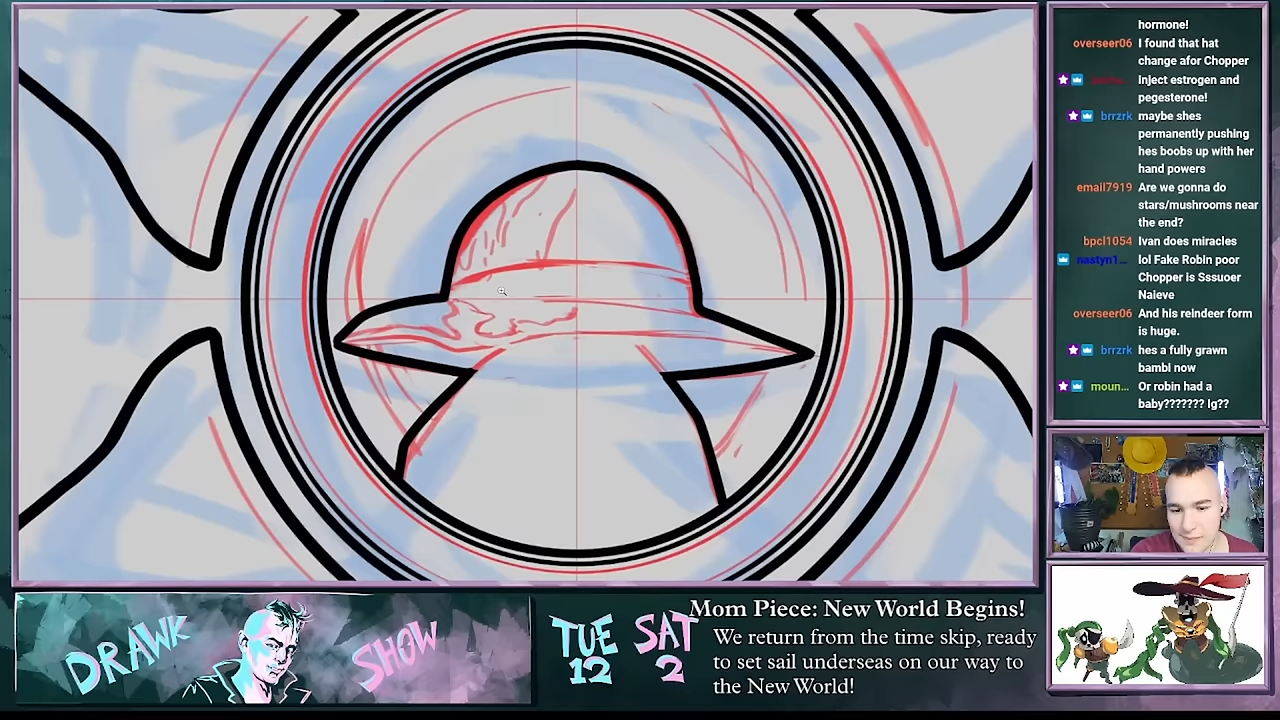 hormone!
overseer06 I found that hat
change afor Chopper
Inject estrogen and
pegesterone!
brrzrk maybe shes
permanently pushing
hes boobs up with her
hand powers
email7919 Are we gonna do
stars/mushrooms near
the end?
bpcl1054 Ivan does miracles
nastyn1... lol Fake Robin poor
Chopper is Sssuoer
Naieve
overseer06 And his reindeer form
is huge.
brrzrk hes a fully grawn
bambi now
moun... Or robin had a
baby??????? Ig??
DRAWK SHOW
TUE SAT
12 2
Mom Piece: New World Begins!
We return from the time skip, ready
to set sail underseas on our way to
the New World!